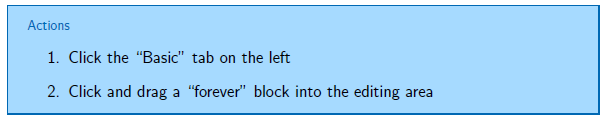 Actions
1. Click the “Basic” tab on the left
2. Click and drag a “forever” block into the editing area